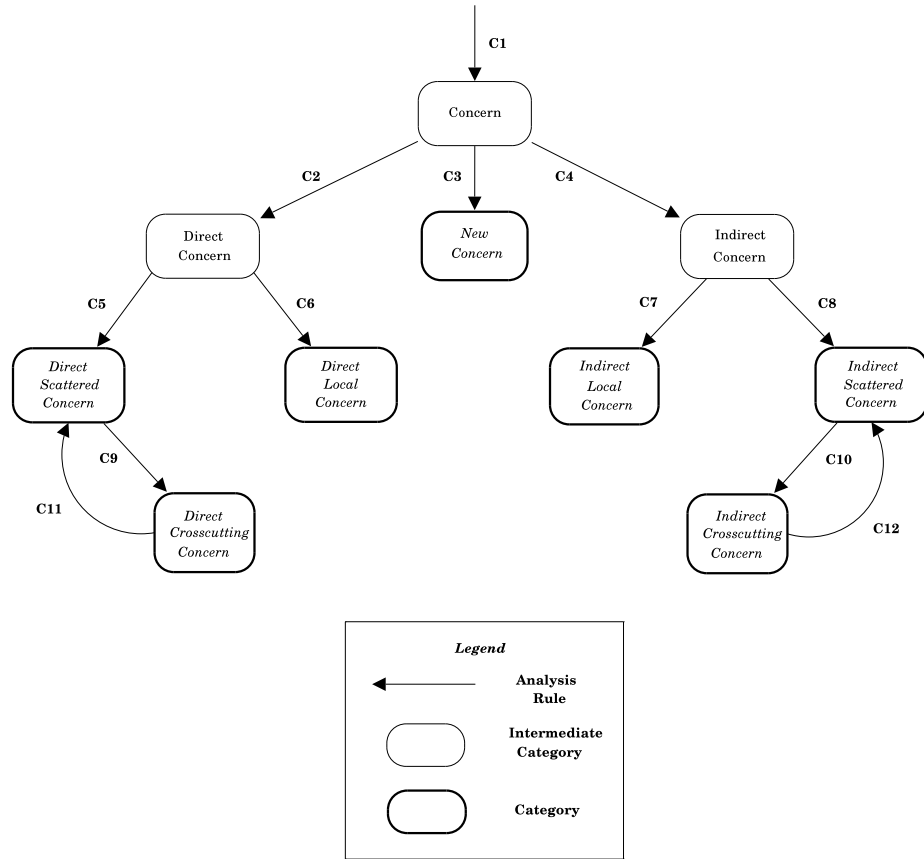 C1
Concern
C2
C3
C4
Direct
Concern
New
Concern
Indirect
Concern
C5
C6
C7
C8
Direct
Scattered
Concern
Direct
Local
Concern
Indirect
Local
Concern
Indirect
Scattered
Concern
C9
C10
C11
C12
Direct
Crosscutting
Concern
Indirect
Crosscutting
Concern
Legend
Analysis
Rule
Intermediate
Category
Category